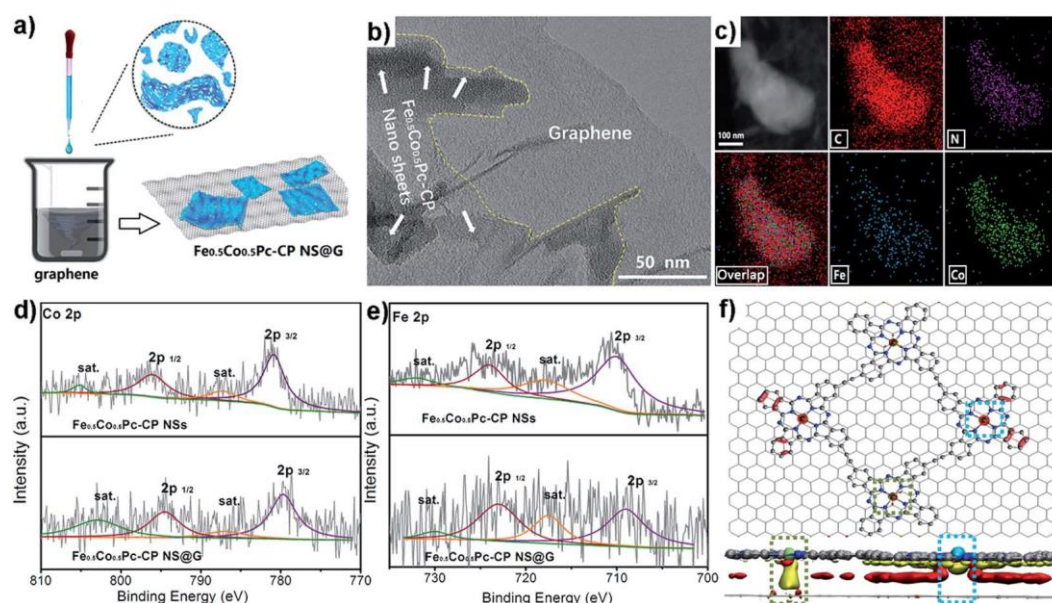 a)
graphene
Fe₀.₅Co₀.₅Pc-CP NS@G
b)
Fe₀.₅Co₀.₅Pc-CP
Nano sheets
Graphene
50 nm
c)
100 nm
C
N
Overlap
Fe
Co
d)
Co 2p
2p 3/2
2p 1/2
sat.
sat.
Fe₀.₅Co₀.₅Pc-CP NSs
2p 3/2
2p 1/2
sat.
sat.
Fe₀.₅Co₀.₅Pc-CP NS@G
Intensity (a.u.)
810 800 790 780 770
Binding Energy (eV)
e)
Fe 2p
2p 1/2
2p 3/2
sat.
sat.
Fe₀.₅Co₀.₅Pc-CP NSs
2p 1/2
2p 3/2
sat.
sat.
Fe₀.₅Co₀.₅Pc-CP NS@G
Intensity (a.u.)
730 720 710 700
Binding Energy (eV)
f)